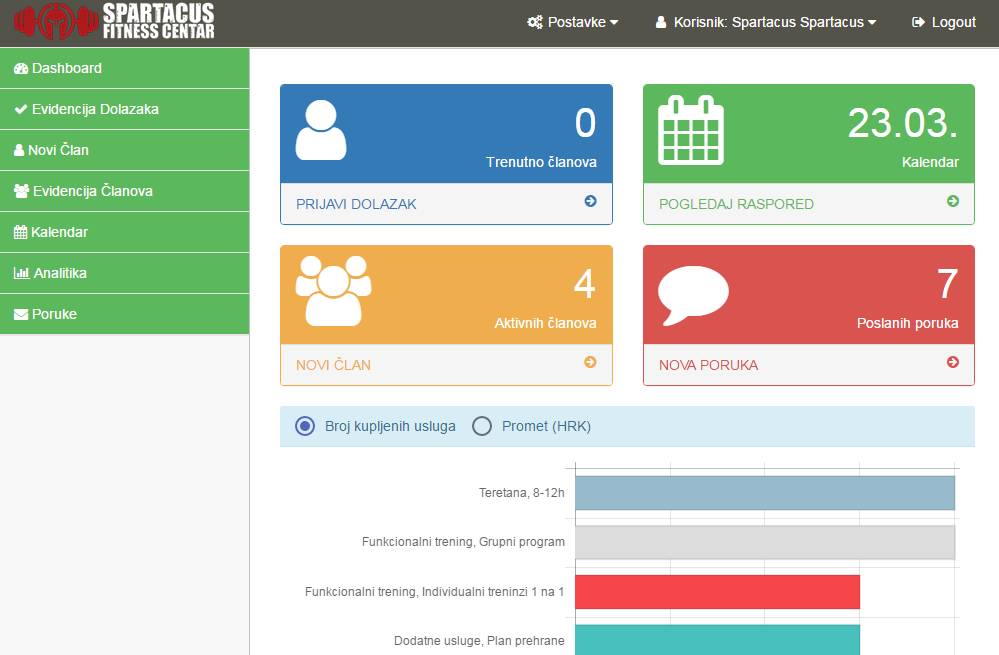 SPARTACUS
FITNESS CENTAR
Postavke
Korisnik: Spartacus Spartacus
Logout
Dashboard
Evidencija Dolazaka
Novi Član
Evidencija Članova
Kalendar
Analitika
Poruke
0
Trenutno članova
PRIJAVI DOLAZAK
23.03.
Kalendar
POGLEDAJ RASPORED
4
Aktivnih članova
NOVI ČLAN
7
Poslanih poruka
NOVA PORUKA
Broj kupljenih usluga
Promet (HRK)
Teretana, 8-12h
Funkcionalni trening, Grupni program
Funkcionalni trening, Individualni treninzi 1 na 1
Dodatne usluge, Plan prehrane